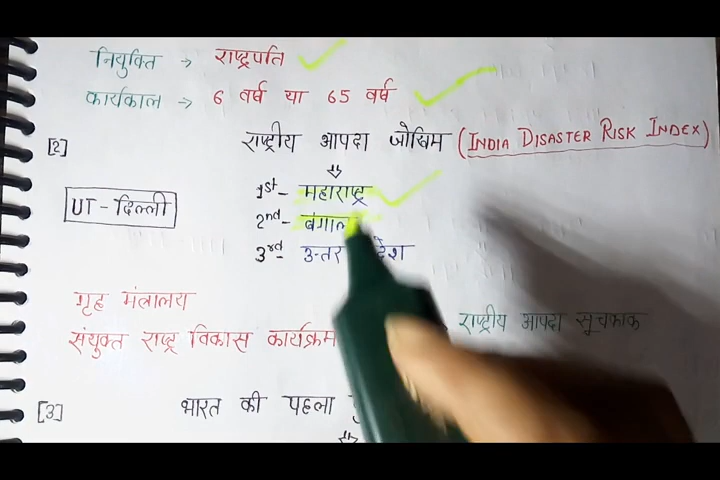 नियुक्ति → राष्ट्रपति
कार्यकाल → 6 वर्ष या 65 वर्ष
[2] राष्ट्रीय आपदा जोखिम (INDIA DISASTER RISK INDEX)
1st- महाराष्ट्र
UT-दिल्ली
2nd- बंगाल
3rd- उत्तर
गृह मंत्रालय
संयुक्त राष्ट्र विकास कार्यक्रम राष्ट्रीय आपदा सूचकाक
[3] भारत की पहला